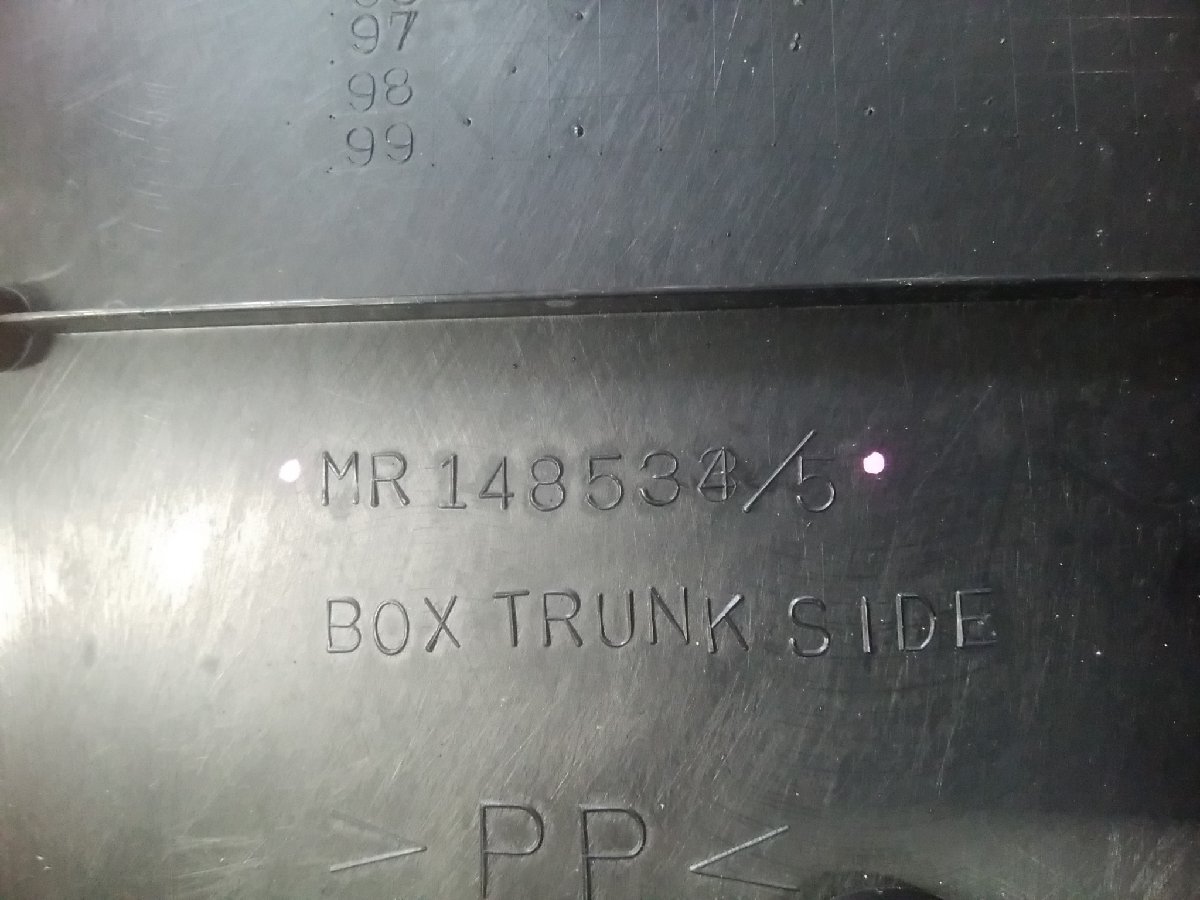 97
98
99
MR148534/5
BOX TRUNK SIDE
> PP <